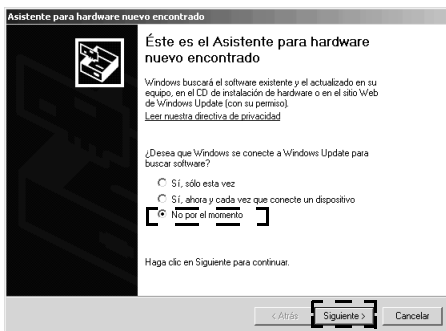 Asistente para hardware nuevo encontrado
Éste es el Asistente para hardware
nuevo encontrado
Windows buscará el software existente y el actualizado en su
equipo, en el CD de instalación de hardware o en el sitio Web
de Windows Update (con su permiso).
Leer nuestra directiva de privacidad
¿Desea que Windows se conecte a Windows Update para
buscar software?
Sí, sólo esta vez
Sí, ahora y cada vez que conecte un dispositivo
No por el momento
Haga clic en Siguiente para continuar.
< Atrás Siguiente > Cancelar